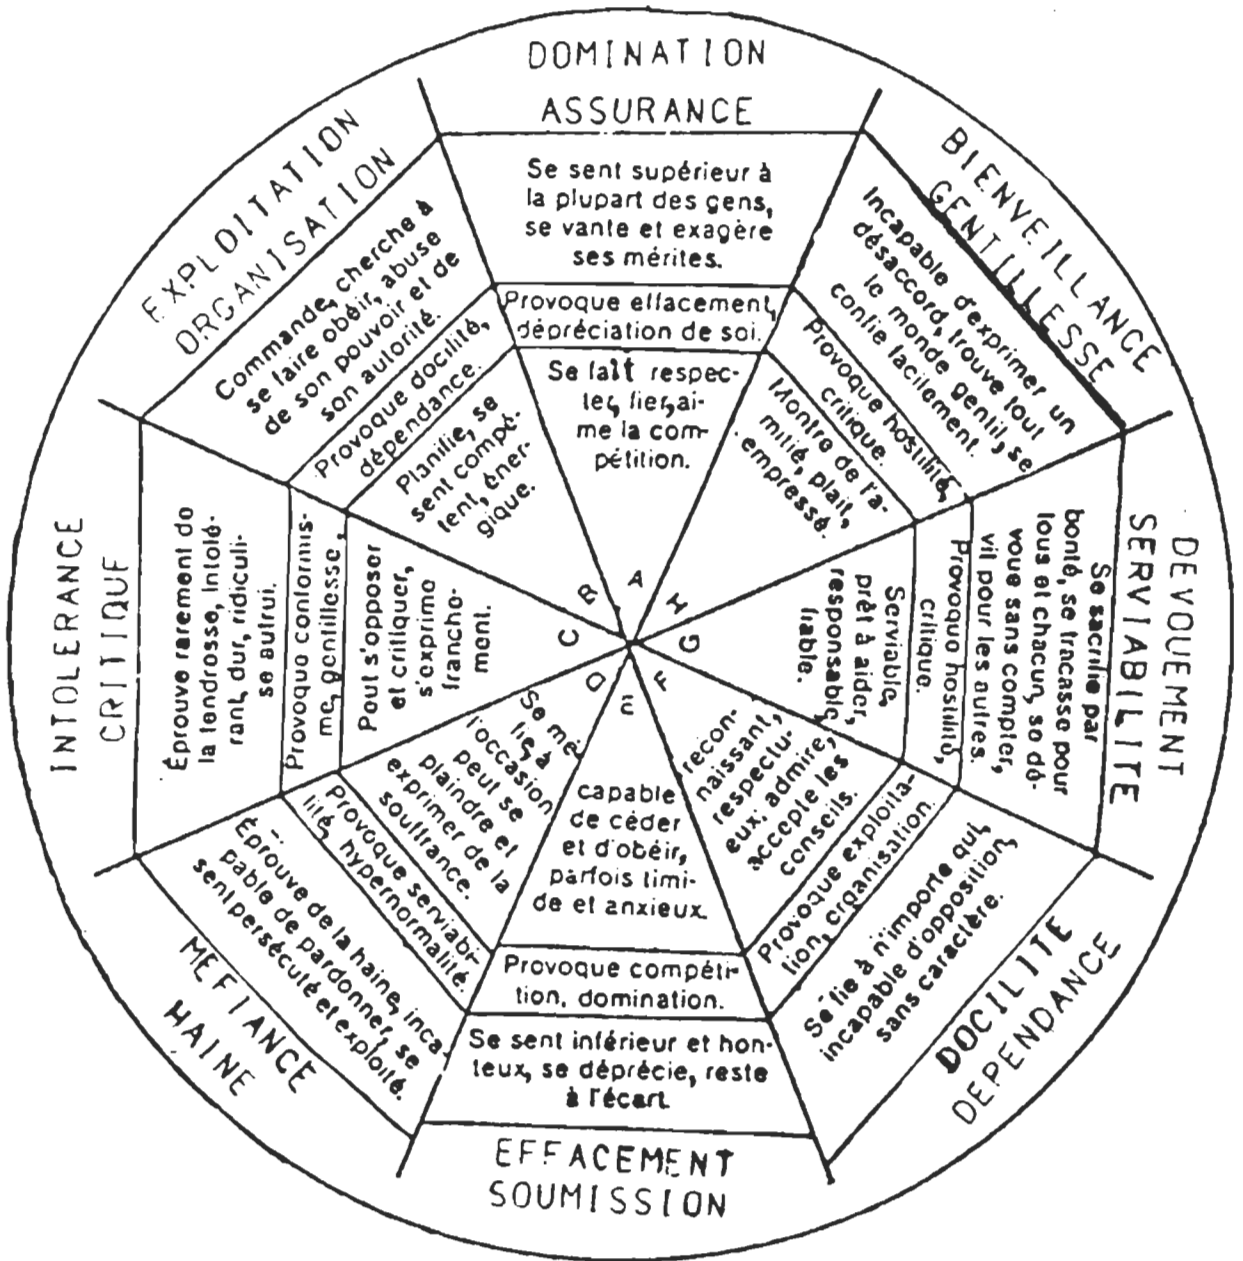 DOMINATION
ASSURANCE
Se sent supérieur à
la plupart des gens,
se vante et exagère
ses mérites.
Provoque effacement,
dépréciation de soi.
Se fait respec-
ter, fier, ai-
me la com-
pétition.
A
BIENVEILLANCE
GENTILLESSE
Incapable d'exprimer un
désaccord, trouve tout
le monde gentil, se
confie facilement.
Provoque hostilité,
critique.
Montre de l'a-
mitié, plait,
empressé.
H
DEVOUEMENT
SERVIABILITE
Se sacrifie par
bonté, se tracasse pour
tous et chacun, se dé-
voue sans compter,
vit pour les autres.
Provoque hostilité,
critique.
Serviable,
prêt à aider,
responsable,
fiable.
G
DOCILITE
DEPENDANCE
Se fie à n'importe qui,
incapable d'opposition,
sans caractère.
Provoque exploita-
tion, organisation.
recon-
naissant,
respectu-
eux; admire,
accepte les
conseils.
F
E
capable
de céder
et d'obéir,
parfois timi-
de et anxieux.
Provoque compéti-
tion, domination.
Se sent inférieur et hon-
teux, se déprécie, reste
à l'écart
EFFACEMENT
SOUMISSION
D
Se mé-
fie, à
l'occasion
peut se
plaindre et
exprimer de la
souffrance.
Provoque serviabi-
lité, hypernormalité.
Éprouve de la haine, inca-
pable de pardonner, se
sent persécuté et exploité.
MEFIANCE
HAINE
INTOLERANCE
CRITIQUE
Éprouve rarement de
la tendresse, intolé-
rant, dur, ridiculi-
se autrui.
Provoque conformis-
me, gentillesse,
Peut s'opposer
et critiquer,
s'exprime
franche-
ment.
C
EXPLOITATION
ORGANISATION
Commande, cherche à
se faire obéir, abuse
de son pouvoir et de
son autorité.
Provoque docilité,
dépendance.
Planifie, se
sent compé-
tent, éner-
gique.
B